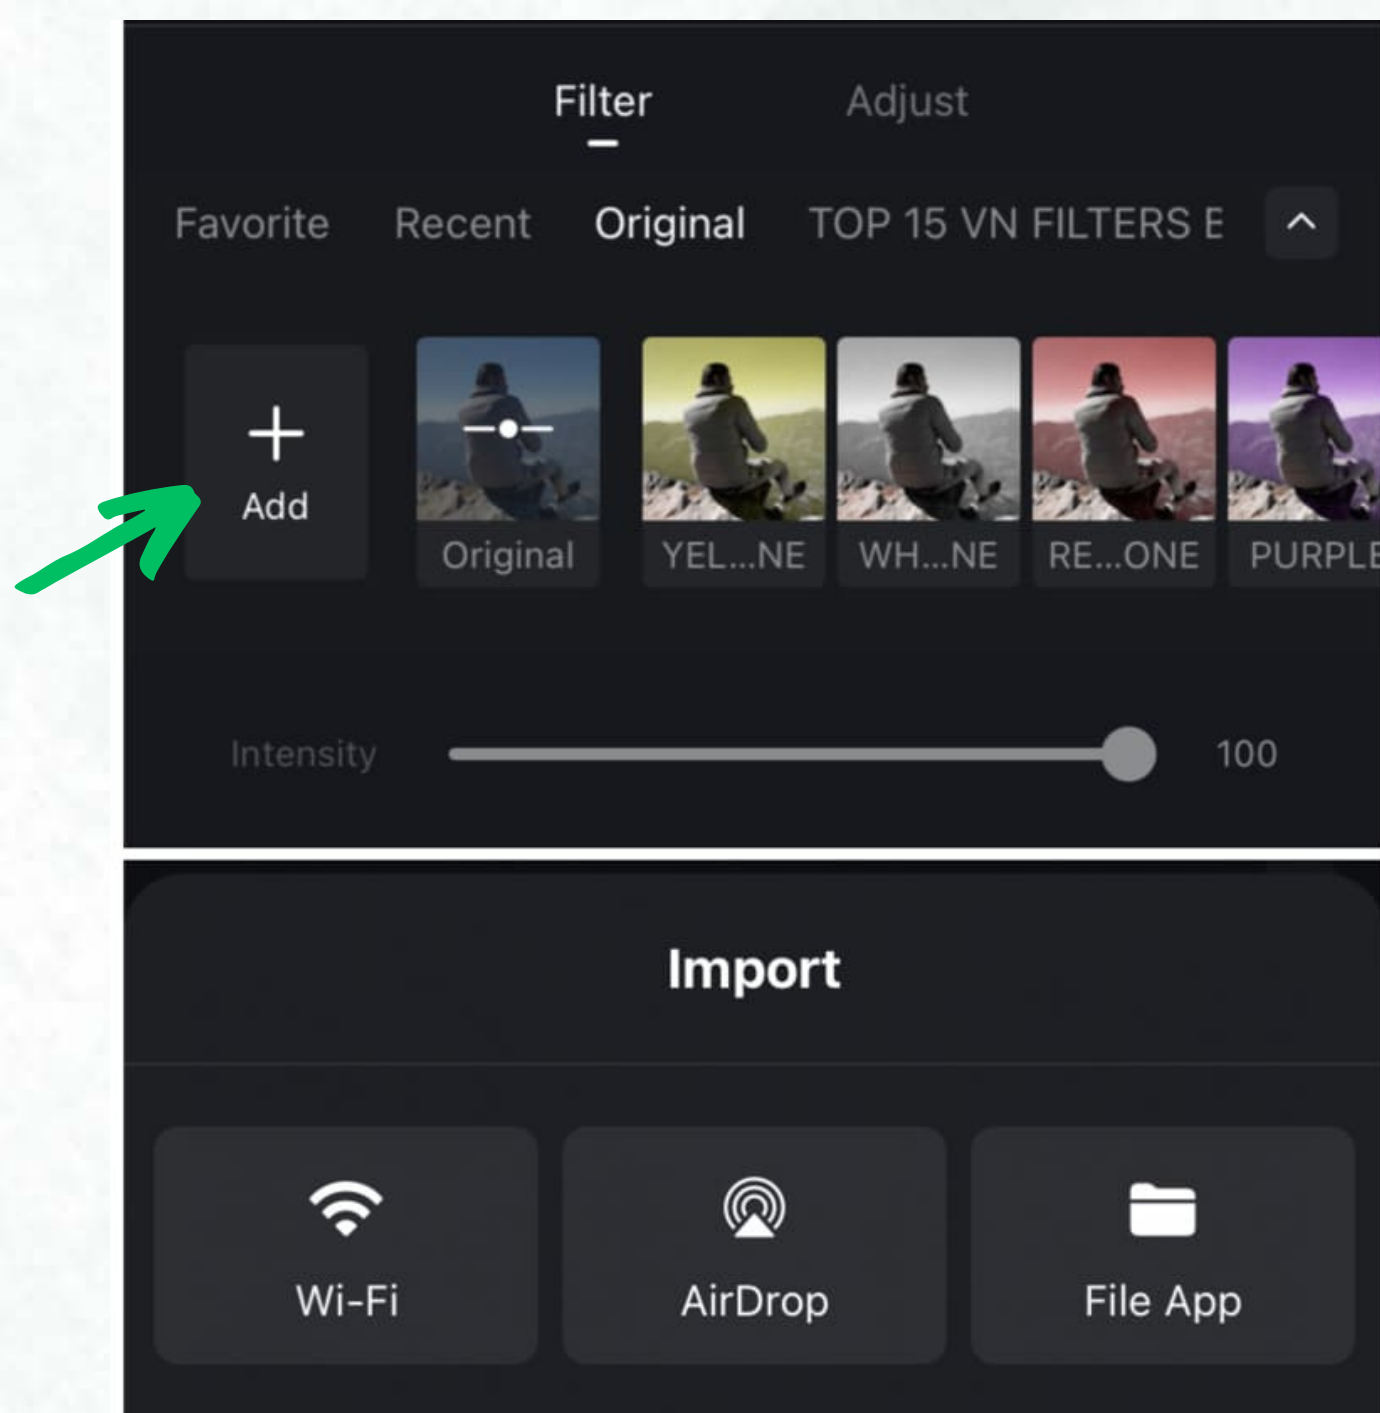 Filter Adjust
Favorite Recent Original TOP 15 VN FILTERS E
Add
Original YEL...NE WH...NE RE...ONE PURPLE
Intensity 100
Import
Wi-Fi AirDrop File App